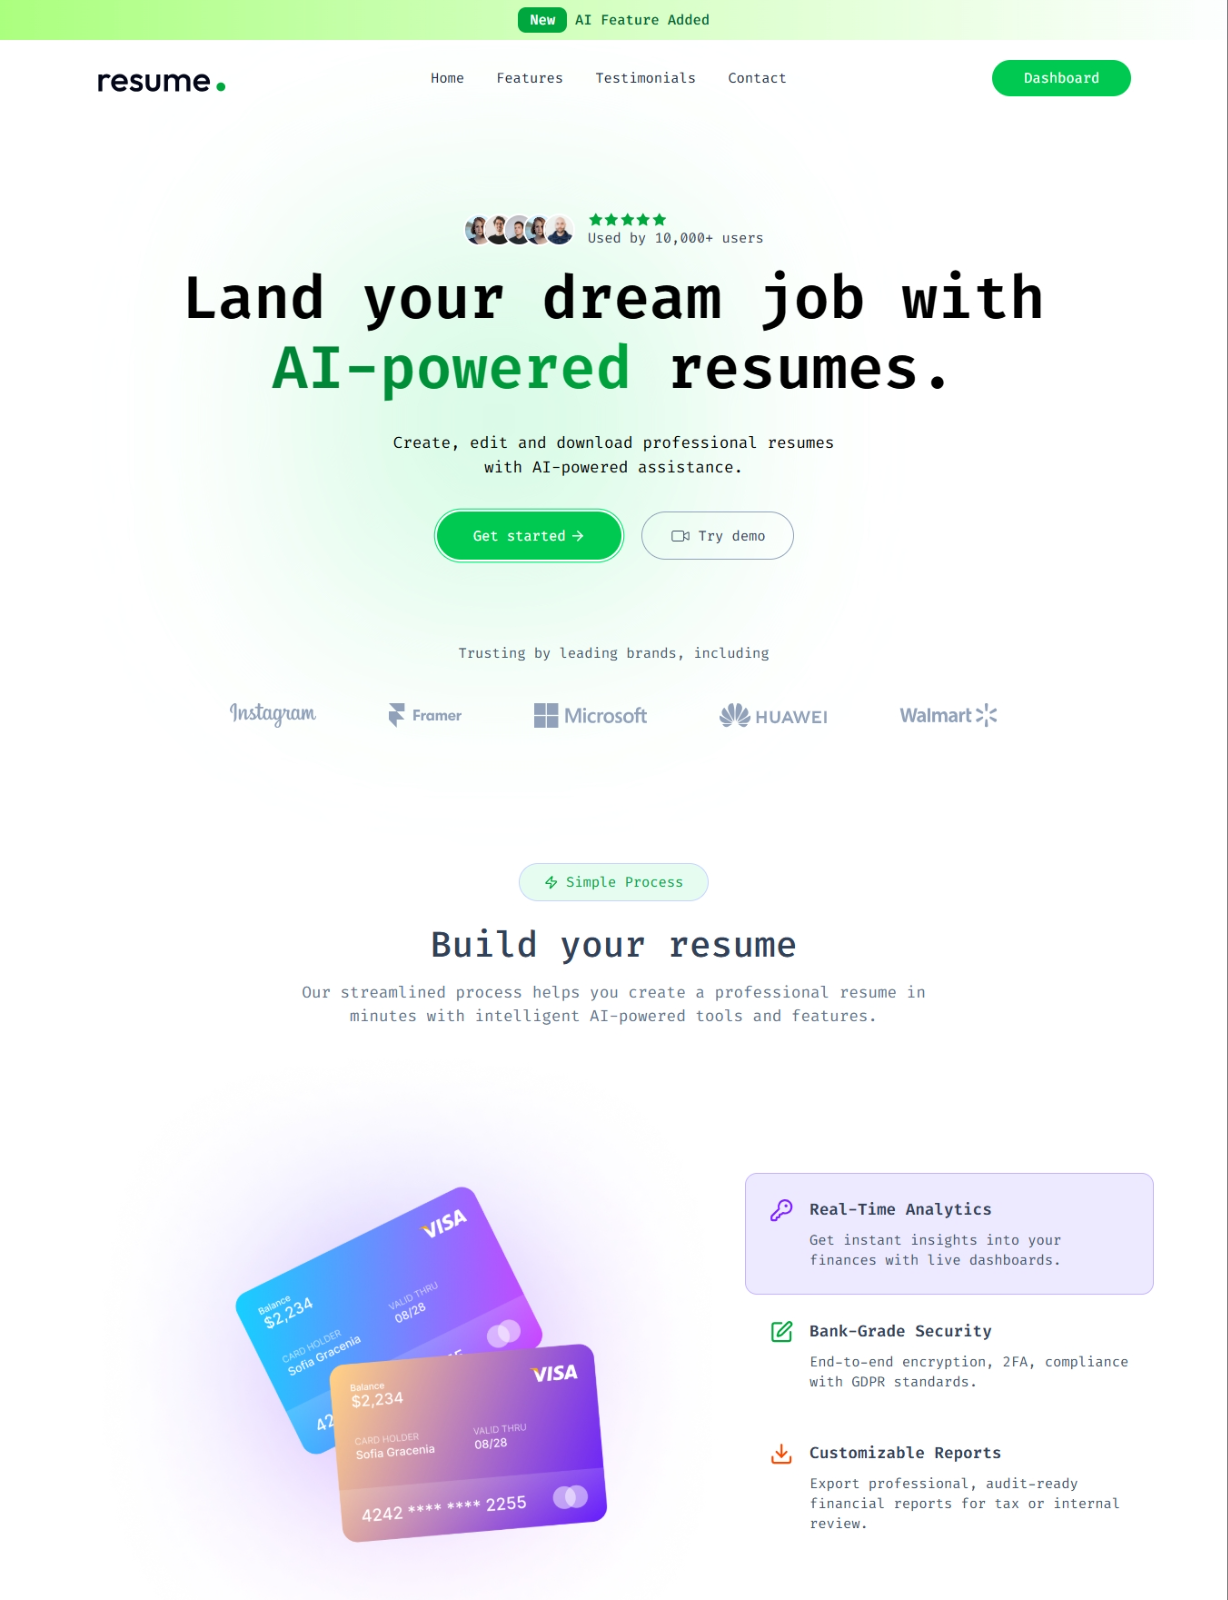 New AI Feature Added
resume.
Home Features Testimonials Contact
Dashboard
Used by 10,000+ users
Land your dream job with
AI-powered resumes.
Create, edit and download professional resumes
with AI-powered assistance.
Get started →
Try demo
Trusting by leading brands, including
Instagram Framer Microsoft HUAWEI Walmart
Simple Process
Build your resume
Our streamlined process helps you create a professional resume in
minutes with intelligent AI-powered tools and features.
VISA
Balance
$2,234
VALID THRU
08/28
CARD HOLDER
Sofia Gracenia
42
VISA
Balance
$2,234
CARD HOLDER
Sofia Gracenia
VALID THRU
08/28
4242 **** **** 2255
Real-Time Analytics
Get instant insights into your
finances with live dashboards.
Bank-Grade Security
End-to-end encryption, 2FA, compliance
with GDPR standards.
Customizable Reports
Export professional, audit-ready
financial reports for tax or internal
review.